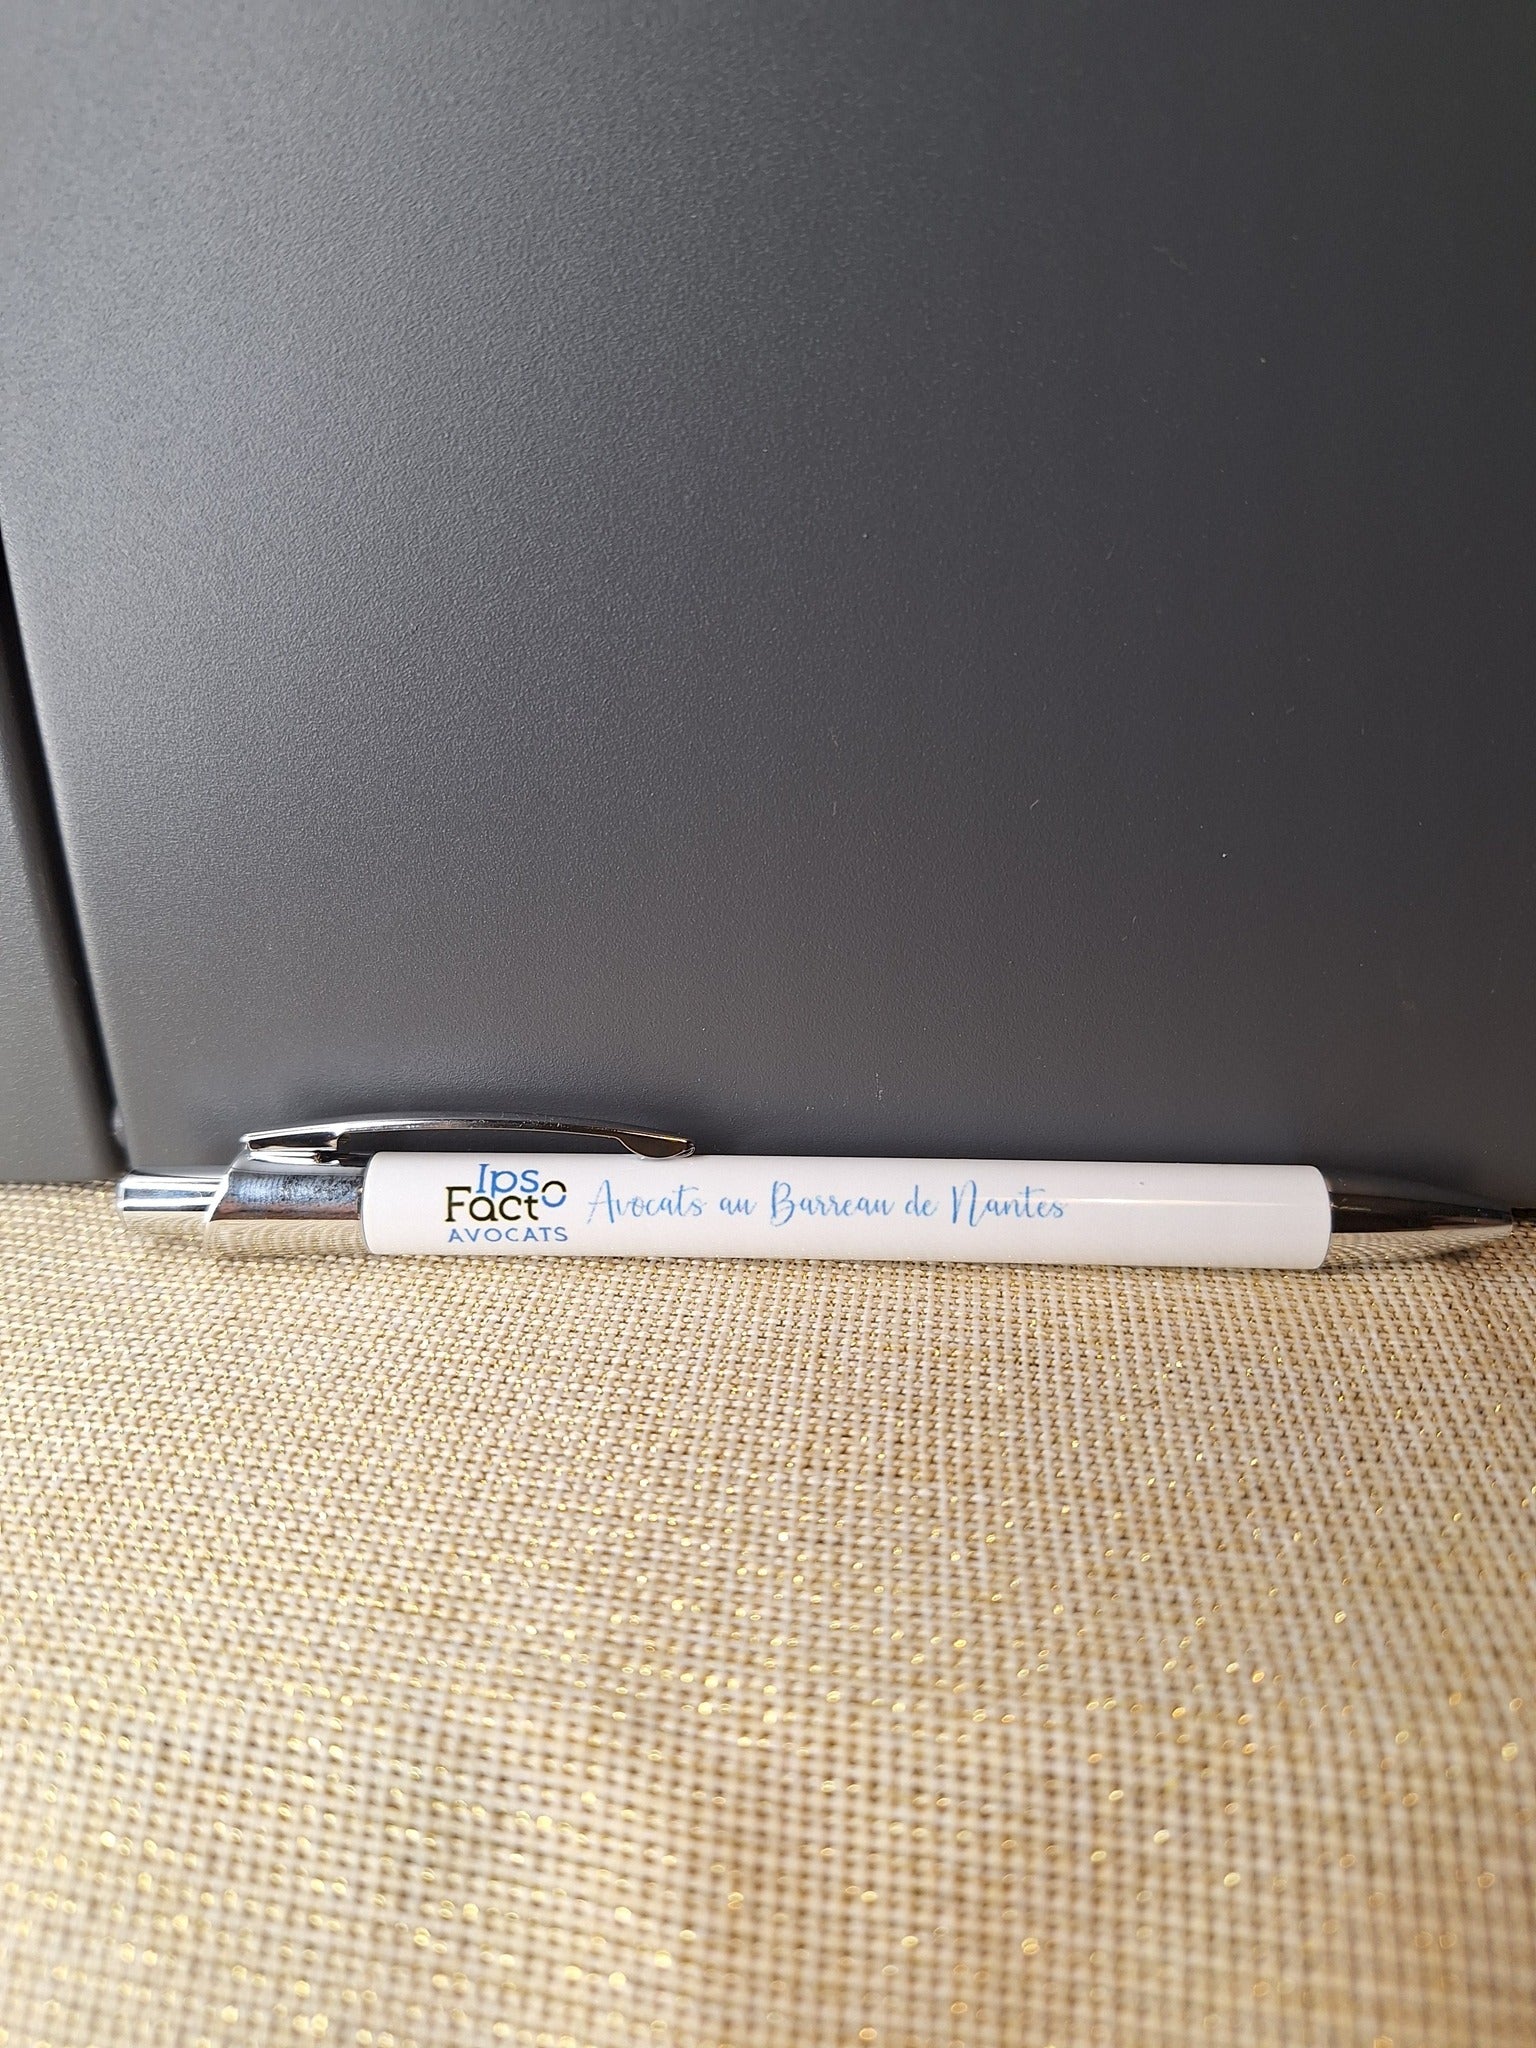 Ipso
Facto
AVOCATS
Avocats au Barreau de Nantes